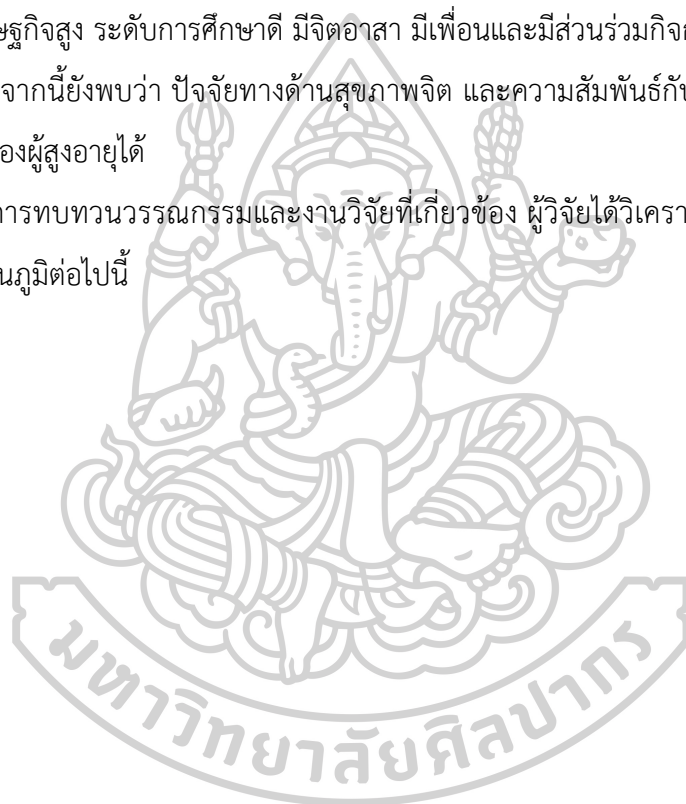 ษฐกิจสูง ระดับการศึกษาดี มีจิตอาสา มีเพื่อนและมีส่วนร่วมกิจก
จากนี้ยังพบว่า ปัจจัยทางด้านสุขภาพจิต และความสัมพันธ์กับ
องผู้สูงอายุได้
การทบทวนวรรณกรรมและงานวิจัยที่เกี่ยวข้อง ผู้วิจัยได้วิเครา
นภูมิต่อไปนี้
มหาวิทยาลัยศิลปากร